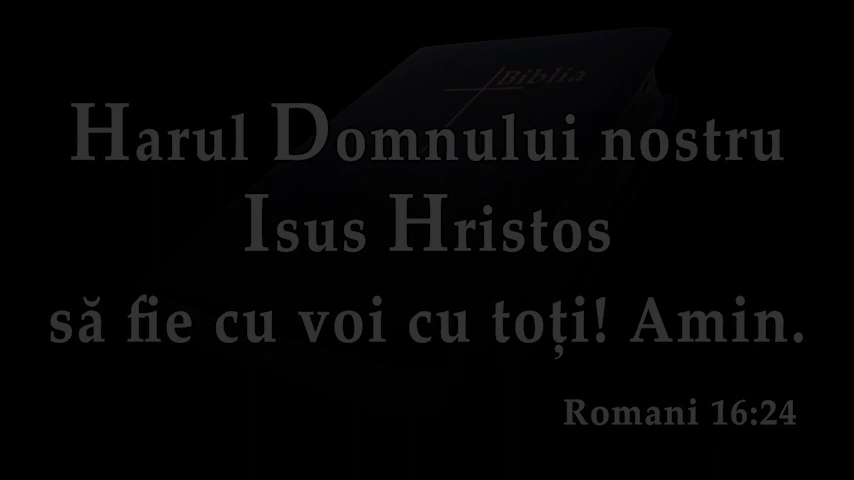 Biblia
Harul Domnului nostru
Isus Hristos
să fie cu voi cu toți! Amin.
Romani 16:24